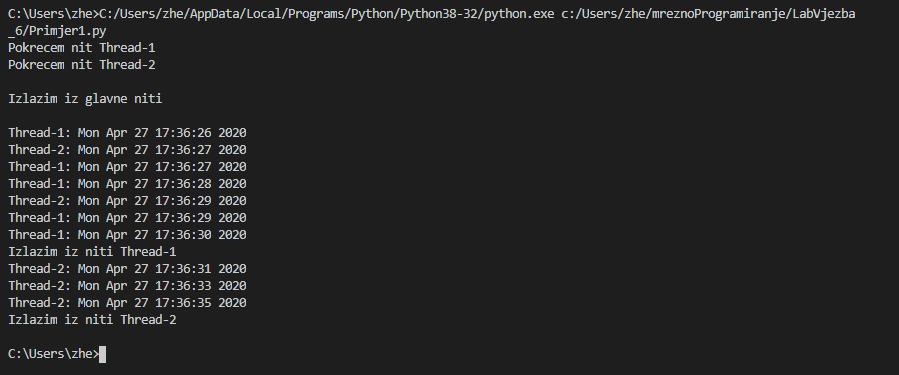 C:\Users\zhe>C:/Users/zhe/AppData/Local/Programs/Python/Python38-32/python.exe c:/Users/zhe/mreznoProgramiranje/LabVjezba
_6/Primjer1.py
Pokrecem nit Thread-1
Pokrecem nit Thread-2
Izlazim iz glavne niti
Thread-1: Mon Apr 27 17:36:26 2020
Thread-2: Mon Apr 27 17:36:27 2020
Thread-1: Mon Apr 27 17:36:27 2020
Thread-1: Mon Apr 27 17:36:28 2020
Thread-2: Mon Apr 27 17:36:29 2020
Thread-1: Mon Apr 27 17:36:29 2020
Thread-1: Mon Apr 27 17:36:30 2020
Izlazim iz niti Thread-1
Thread-2: Mon Apr 27 17:36:31 2020
Thread-2: Mon Apr 27 17:36:33 2020
Thread-2: Mon Apr 27 17:36:35 2020
Izlazim iz niti Thread-2
C:\Users\zhe>